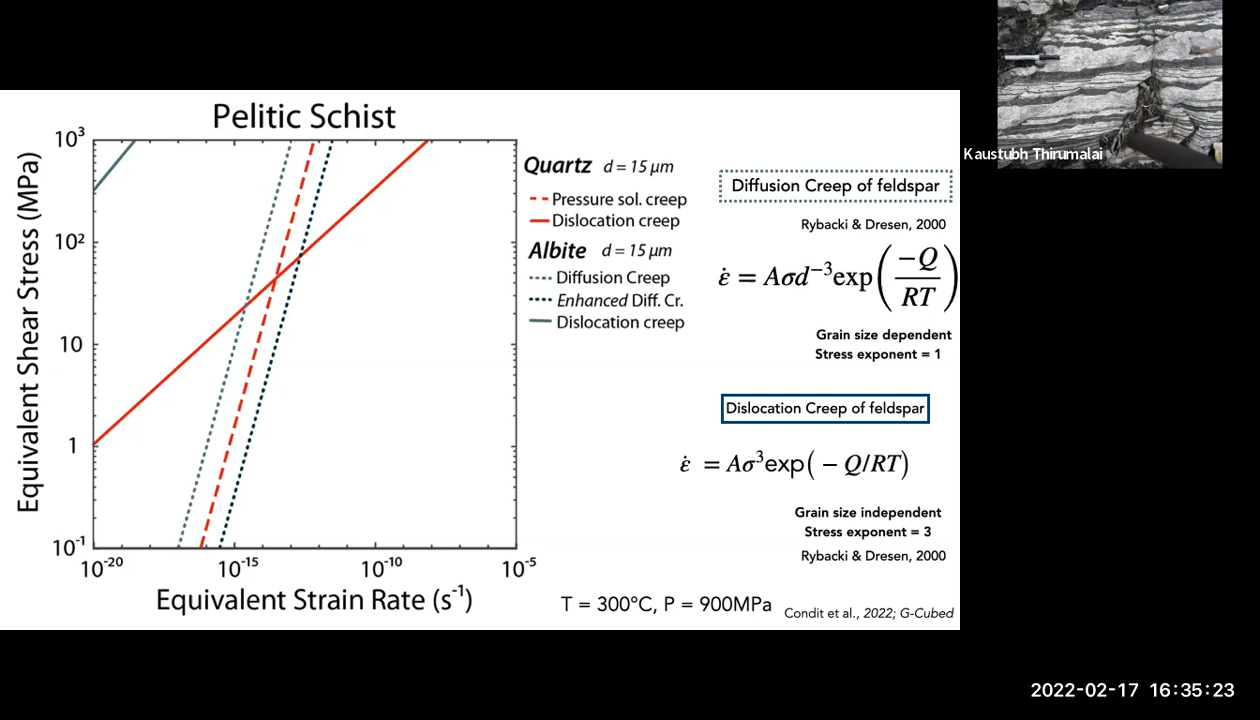 Pelitic Schist
Equivalent Shear Stress (MPa)
10³
10²
10
1
10⁻¹
10⁻²⁰
10⁻¹⁵
10⁻¹⁰
10⁻⁵
Equivalent Strain Rate (s⁻¹)
Quartz d = 15 µm
Pressure sol. creep
Dislocation creep
Albite d = 15 µm
Diffusion Creep
Enhanced Diff. Cr.
Dislocation creep
Diffusion Creep of feldspar
Rybacki & Dresen, 2000
ε̇ = Aσd⁻³exp(−Q/RT)
Grain size dependent
Stress exponent = 1
Dislocation Creep of feldspar
ε̇ = Aσ³exp( − Q/RT)
Grain size independent
Stress exponent = 3
Rybacki & Dresen, 2000
T = 300°C, P = 900MPa
Condit et al., 2022; G-Cubed
Kaustubh Thirumalai
2022-02-17 16:35:23